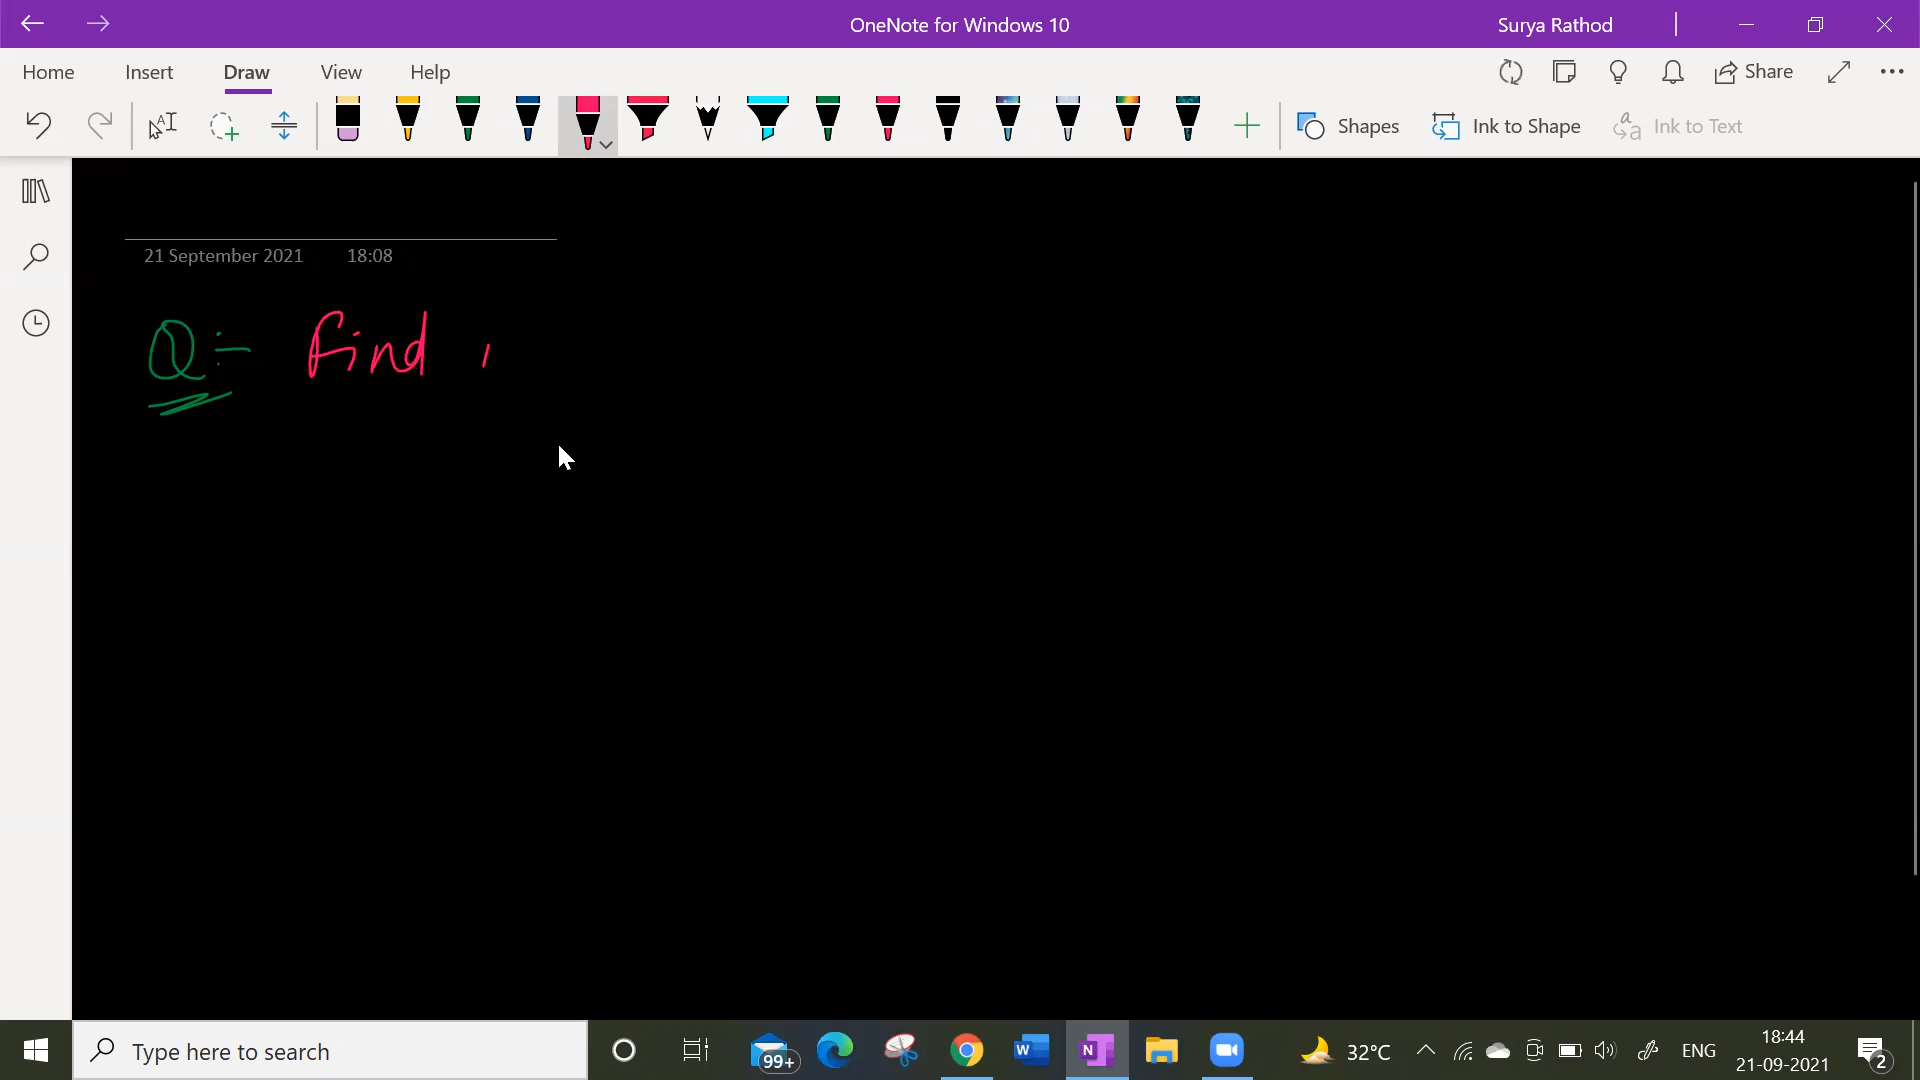 OneNote for Windows 10 Surya Rathod
Home Insert Draw View Help Share
Shapes Ink to Shape Ink to Text
21 September 2021 18:08
Q:- Find
Type here to search 99+ 32°C ENG 18:44
21-09-2021 2